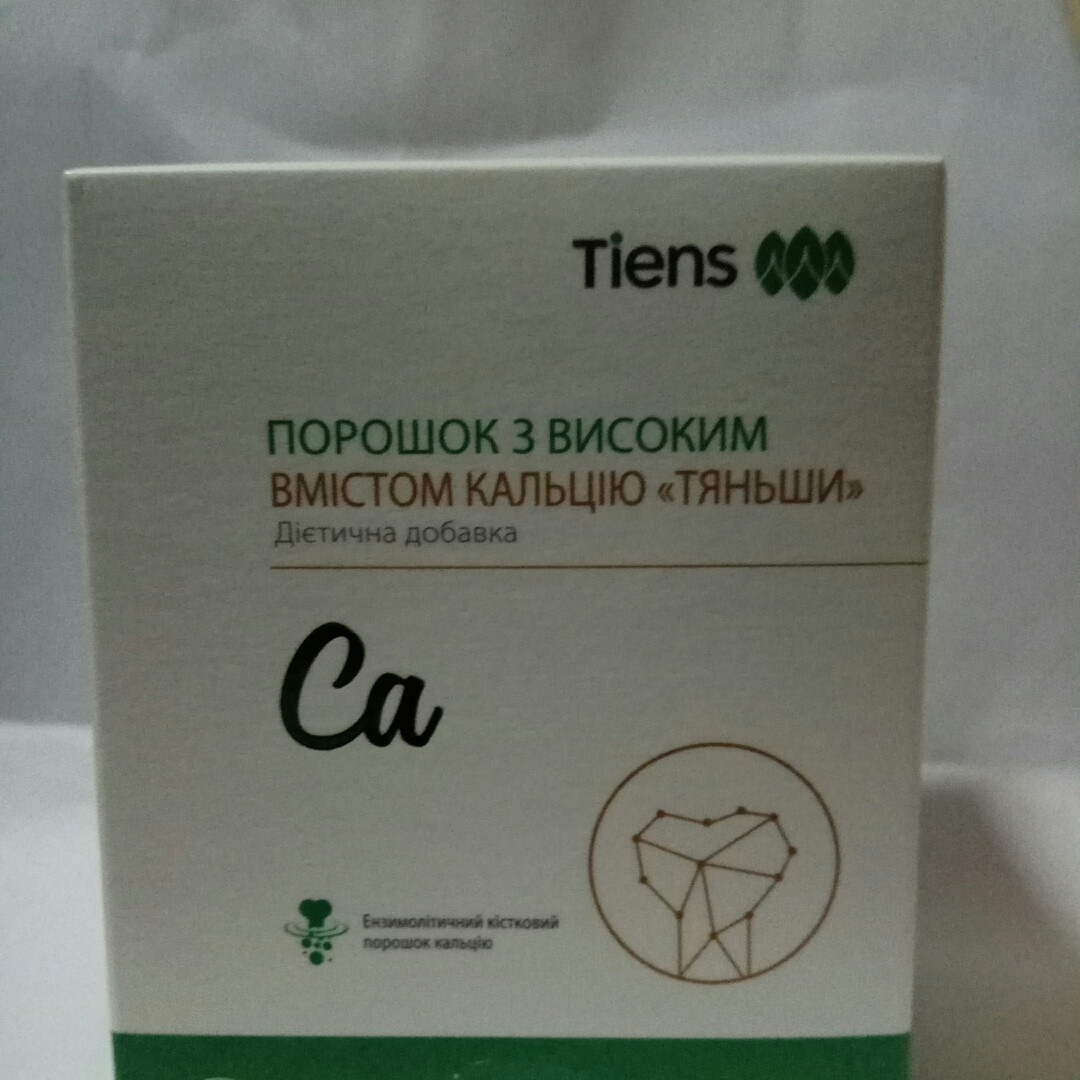 Tiens
ПОРОШОК З ВИСОКИМ
ВМІСТОМ КАЛЬЦІЮ «ТЯНЬШИ»
Дієтична добавка
Ca
Ензимолітичний кістковий
порошок кальцію